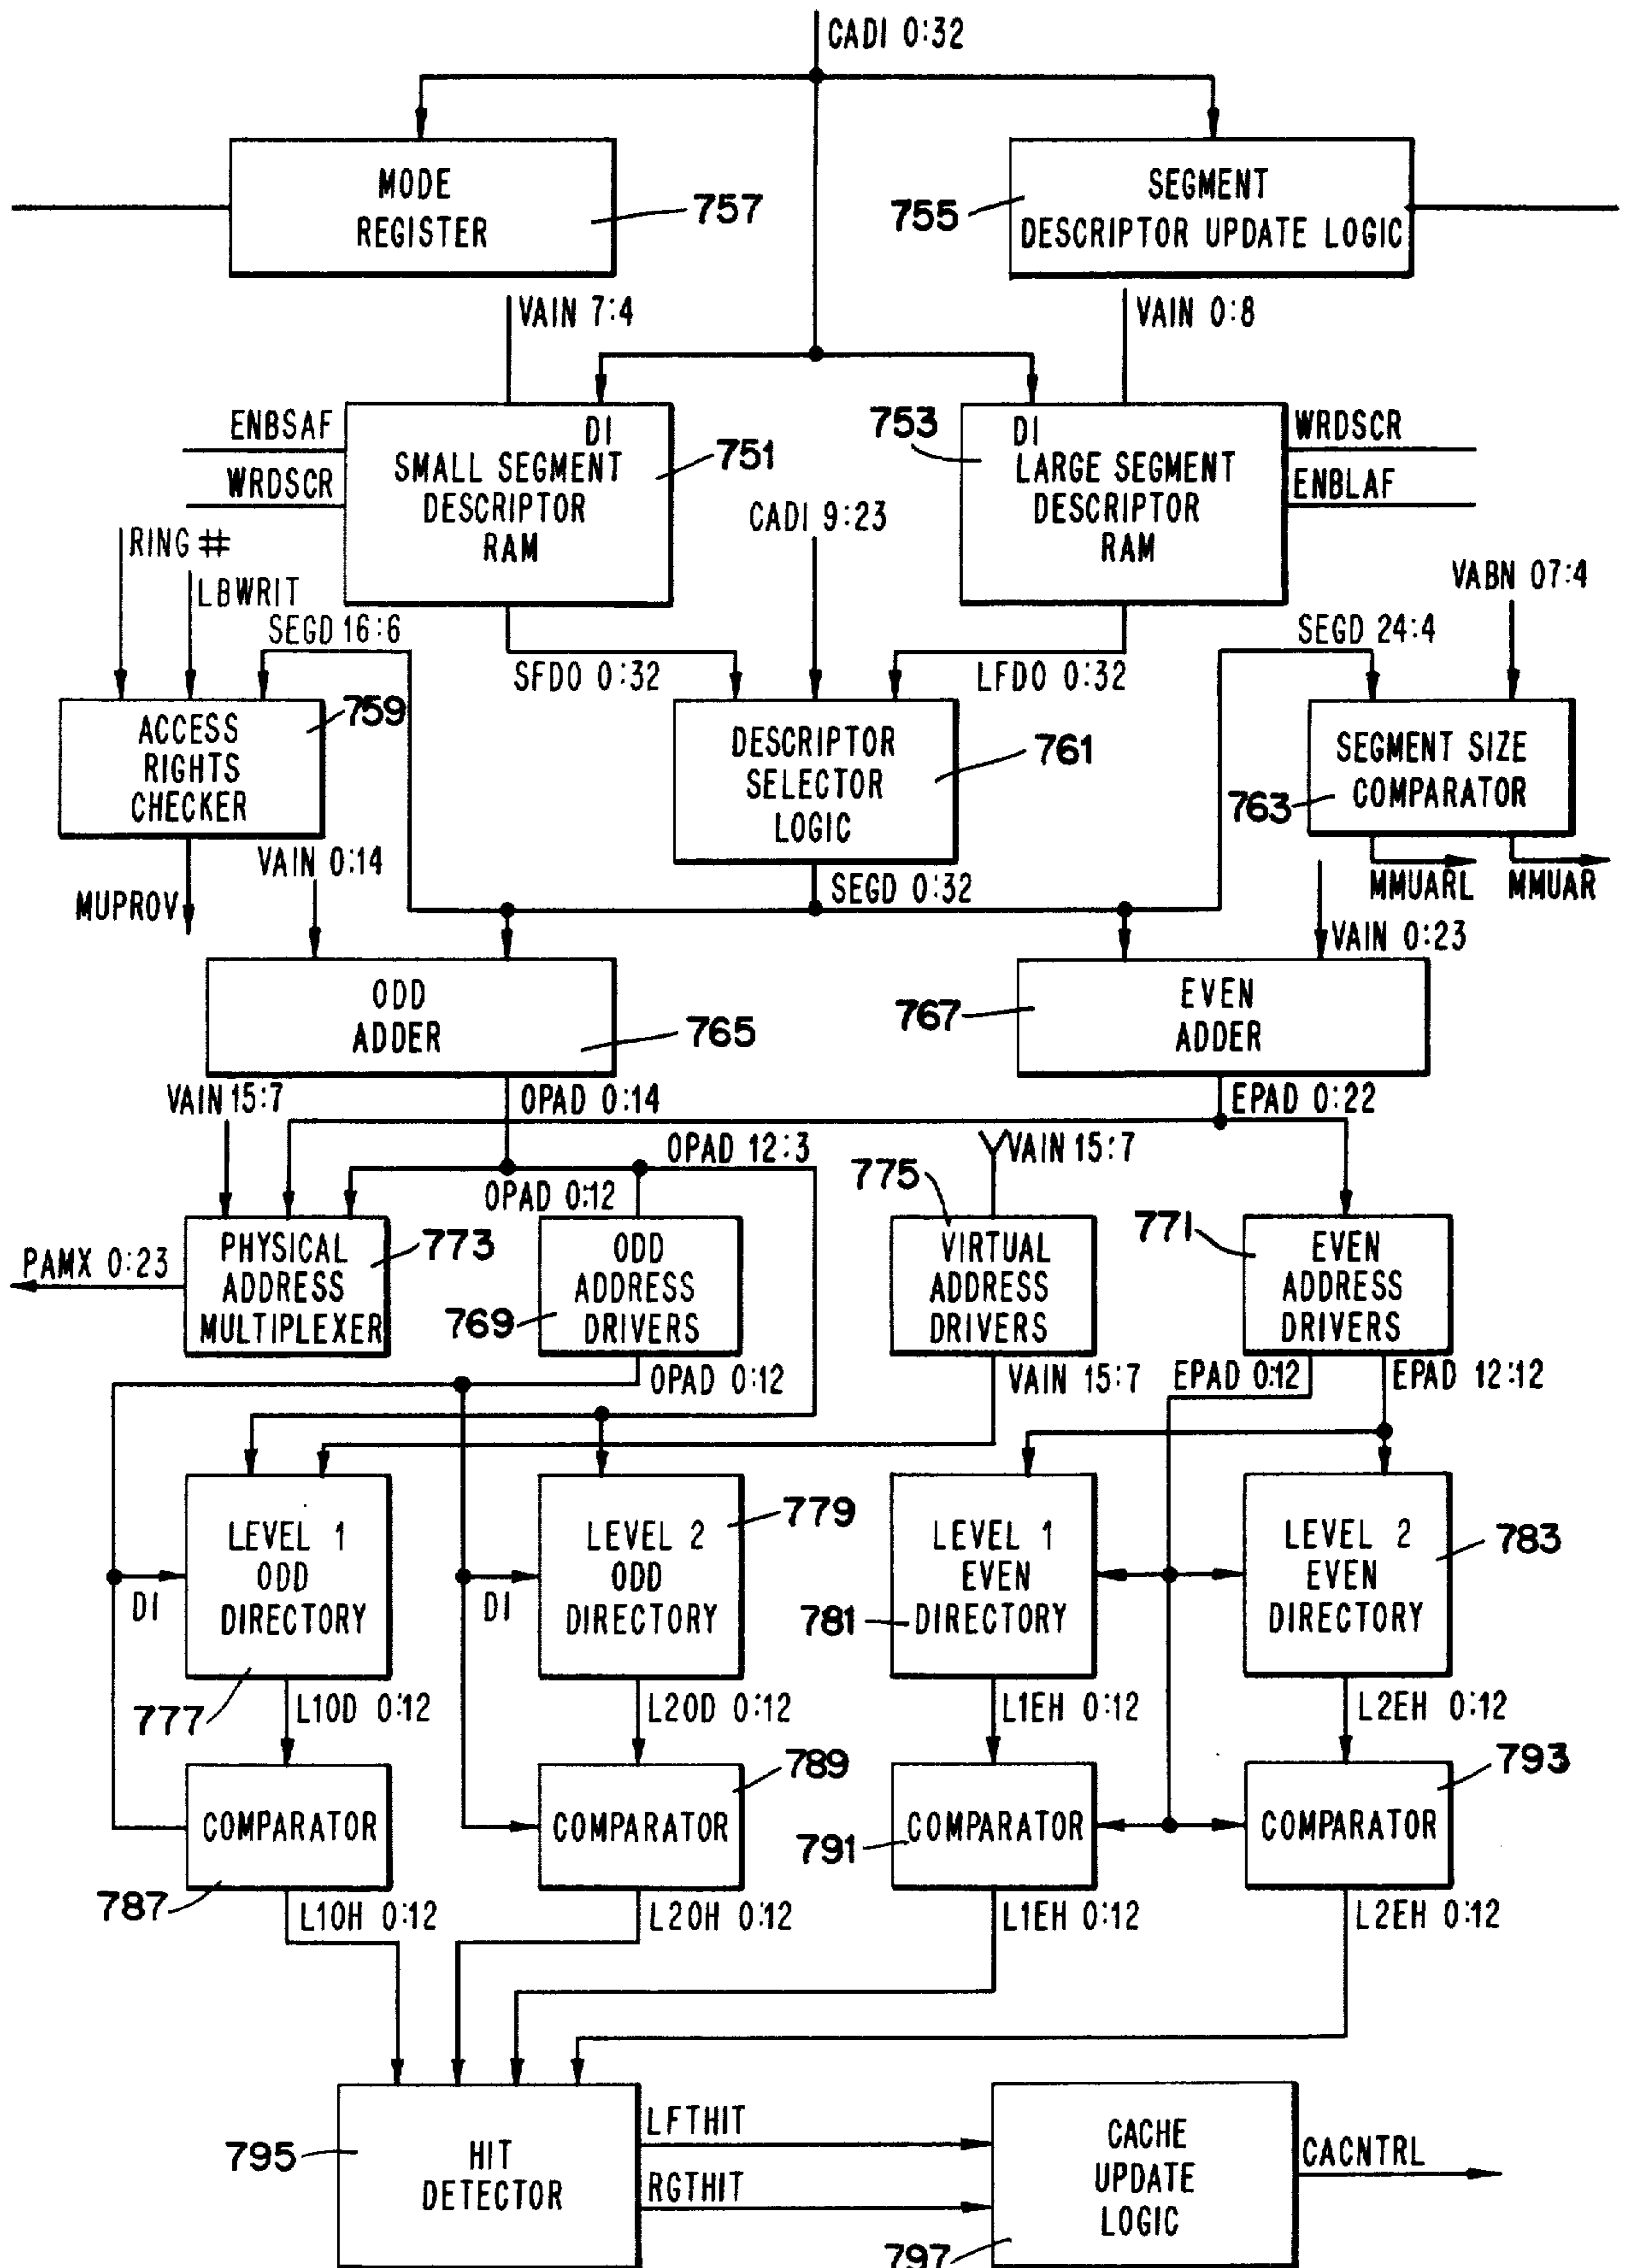 CADI 0:32
MODE
REGISTER
757
755
SEGMENT
DESCRIPTOR UPDATE LOGIC
VAIN 7:4
VAIN 0:8
ENBSAF
WRDSCR
DI
SMALL SEGMENT
DESCRIPTOR
RAM
751
753
DI
LARGE SEGMENT
DESCRIPTOR
RAM
WRDSCR
ENBLAF
CADI 9:23
RING #
LBWRIT
SEGD 16:6
SFDO 0:32
LFDO 0:32
SEGD 24:4
VABN 07:4
ACCESS
RIGHTS
CHECKER
759
DESCRIPTOR
SELECTOR
LOGIC
761
SEGMENT SIZE
COMPARATOR
763
MUPROV
VAIN 0:14
SEGD 0:32
MMUARL
MMUAR
VAIN 0:23
ODD
ADDER
765
767
EVEN
ADDER
VAIN 15:7
OPAD 0:14
EPAD 0:22
OPAD 12:3
OPAD 0:12
775
VAIN 15:7
771
PAMX 0:23
PHYSICAL
ADDRESS
MULTIPLEXER
773
769
ODD
ADDRESS
DRIVERS
VIRTUAL
ADDRESS
DRIVERS
EVEN
ADDRESS
DRIVERS
OPAD 0:12
VAIN 15:7
EPAD 0:12
EPAD 12:12
DI
LEVEL 1
ODD
DIRECTORY
777
DI
LEVEL 2
ODD
DIRECTORY
779
LEVEL 1
EVEN
DIRECTORY
781
LEVEL 2
EVEN
DIRECTORY
783
L1OD 0:12
L2OD 0:12
L1EH 0:12
L2EH 0:12
COMPARATOR
787
COMPARATOR
789
COMPARATOR
791
COMPARATOR
793
L1OH 0:12
L2OH 0:12
L1EH 0:12
L2EH 0:12
795
HIT
DETECTOR
LFTHIT
RGTHIT
CACHE
UPDATE
LOGIC
797
CACNTRL